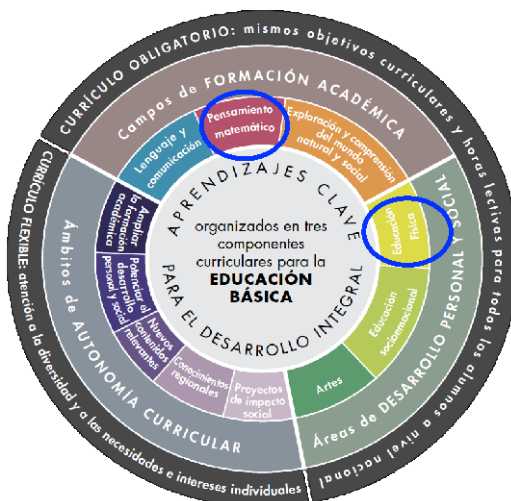 CURRÍCULO OBLIGATORIO: mismos objetivos curriculares y horas lectivas para todos los alumnos a nivel nacional
CURRÍCULO FLEXIBLE: atención a la diversidad y a las necesidades e intereses individuales
Campos de FORMACIÓN ACADÉMICA
Lenguaje y
comunicación
Pensamiento
matemático
Exploración y comprensión
del mundo
natural y social
Áreas de DESARROLLO PERSONAL Y SOCIAL
Educación
Física
Educación
socioemocional
Artes
Ámbitos de AUTONOMÍA CURRICULAR
Ampliar
la formación
académica
Potenciar el
desarrollo
personal y social
Nuevos
contenidos
relevantes
Conocimientos
regionales
Proyectos
de impacto
social
APRENDIZAJES CLAVE
organizados en tres
componentes
curriculares para la
EDUCACIÓN
BÁSICA
PARA EL DESARROLLO INTEGRAL